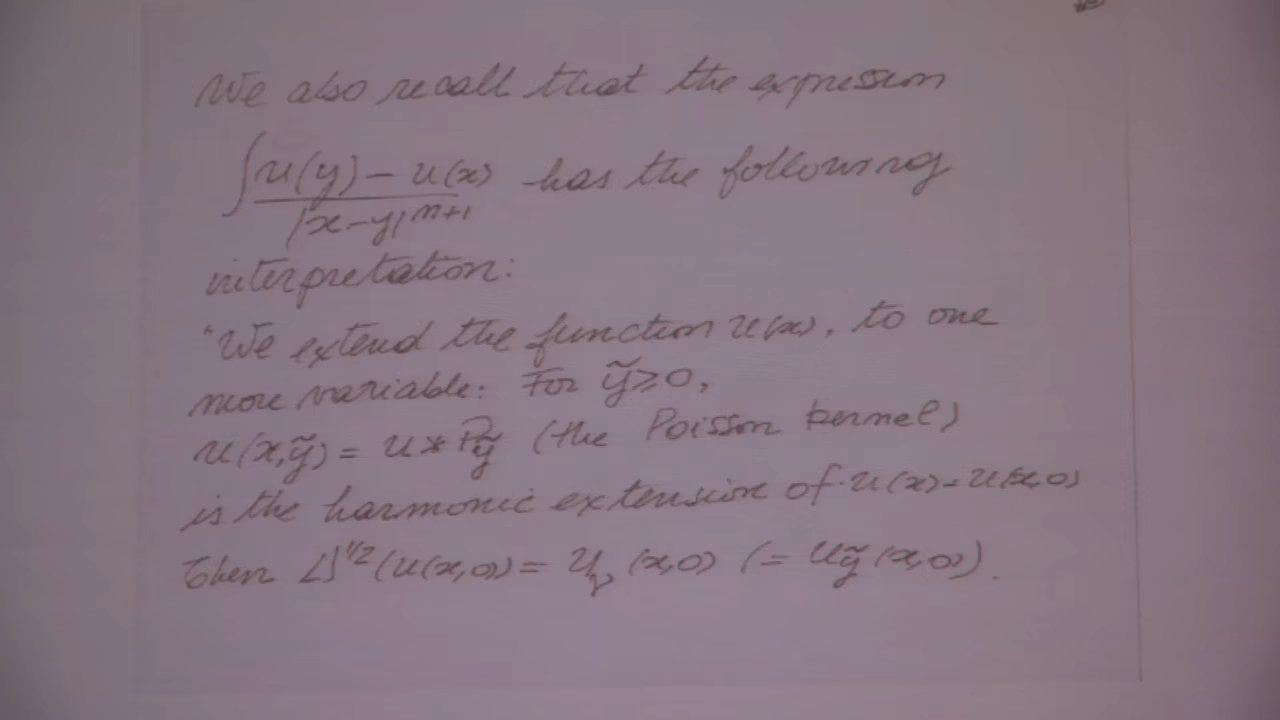 We also recall that the expression
∫ u(y) - u(x) / |x-y|^{n+1} has the following
interpretation:
"We extend the function u(x), to one
more variable: For ỹ ≥ 0,
u(x,ỹ) = u * P_ỹ (the Poisson kernel)
is the harmonic extension of u(x) = u(x,0)
Then Δ^{1/2}(u(x,0)) = u_ν (x,0) (= u_ỹ (x,0)).